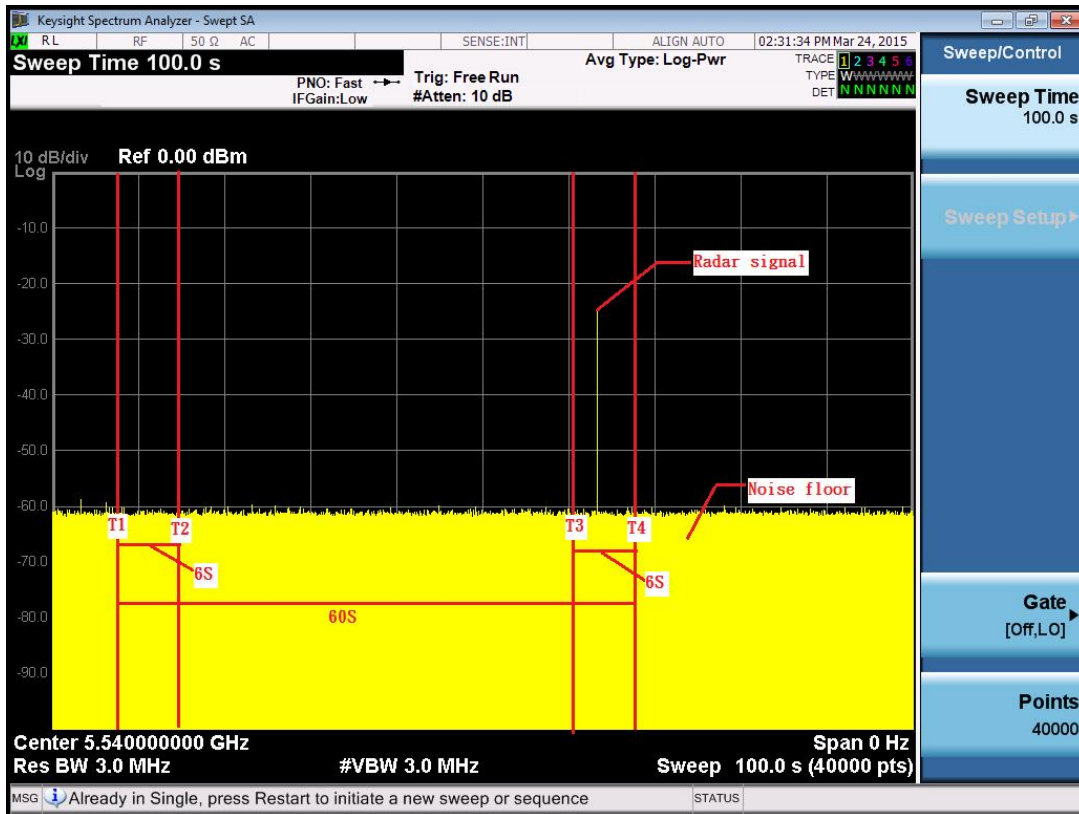 Keysight Spectrum Analyzer - Swept SA
LXI RL RF 50 Ω AC SENSE:INT ALIGN AUTO 02:31:34 PM Mar 24, 2015
Sweep Time 100.0 s
PNO: Fast
IFGain:Low
Trig: Free Run
#Atten: 10 dB
Avg Type: Log-Pwr
TRACE 1 2 3 4 5 6
TYPE WWWWWW
DET N N N N N N
10 dB/div
Log
Ref 0.00 dBm
-10.0
-20.0
-30.0
-40.0
-50.0
-60.0
-70.0
-80.0
-90.0
Radar signal
Noise floor
T1
T2
T3
T4
6S
6S
60S
Center 5.540000000 GHz
Span 0 Hz
Res BW 3.0 MHz
#VBW 3.0 MHz
Sweep 100.0 s (40000 pts)
MSG Already in Single, press Restart to initiate a new sweep or sequence
STATUS
Sweep/Control
Sweep Time
100.0 s
Sweep Setup
Gate
[Off,LO]
Points
40000